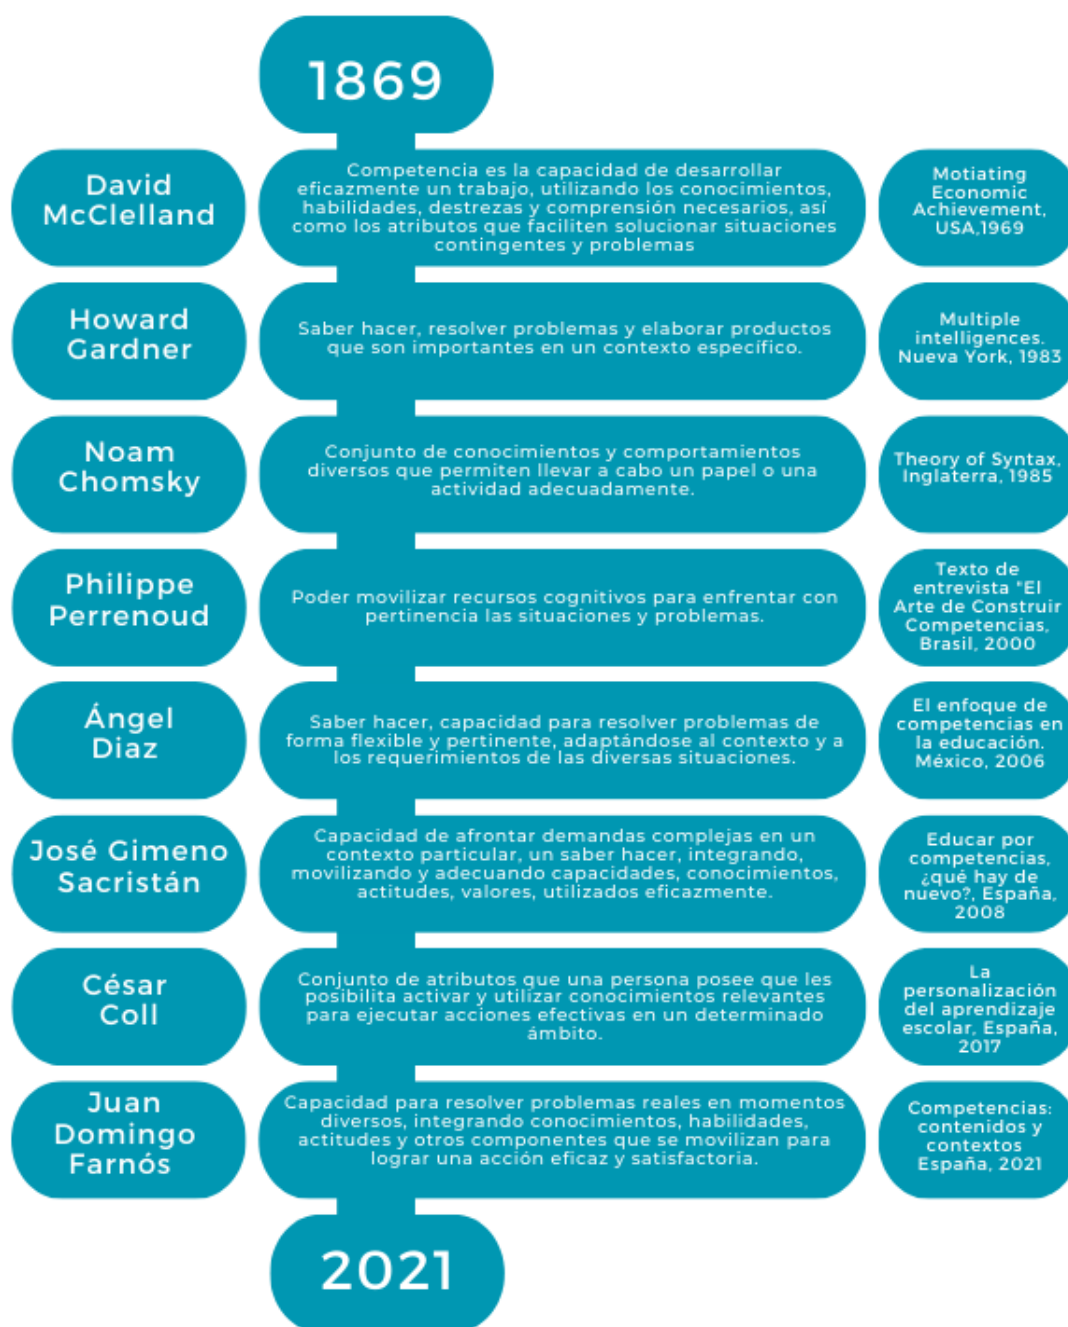 1869
David
McClelland
Competencia es la capacidad de desarrollar
eficazmente un trabajo, utilizando los conocimientos,
habilidades, destrezas y comprensión necesarios, así
como los atributos que faciliten solucionar situaciones
contingentes y problemas
Motiating
Economic
Achievement,
USA,1969
Howard
Gardner
Saber hacer, resolver problemas y elaborar productos
que son importantes en un contexto específico.
Multiple
intelligences.
Nueva York, 1983
Noam
Chomsky
Conjunto de conocimientos y comportamientos
diversos que permiten llevar a cabo un papel o una
actividad adecuadamente.
Theory of Syntax,
Inglaterra, 1985
Philippe
Perrenoud
Poder movilizar recursos cognitivos para enfrentar con
pertinencia las situaciones y problemas.
Texto de
entrevista "El
Arte de Construir
Competencias,
Brasil, 2000
Ángel
Diaz
Saber hacer, capacidad para resolver problemas de
forma flexible y pertinente, adaptándose al contexto y a
los requerimientos de las diversas situaciones.
El enfoque de
competencias en
la educación.
México, 2006
José Gimeno
Sacristán
Capacidad de afrontar demandas complejas en un
contexto particular, un saber hacer, integrando,
movilizando y adecuando capacidades, conocimientos,
actitudes, valores, utilizados eficazmente.
Educar por
competencias,
¿qué hay de
nuevo?, España,
2008
César
Coll
Conjunto de atributos que una persona posee que les
posibilita activar y utilizar conocimientos relevantes
para ejecutar acciones efectivas en un determinado
ámbito.
La
personalización
del aprendizaje
escolar, España,
2017
Juan
Domingo
Farnós
Capacidad para resolver problemas reales en momentos
diversos, integrando conocimientos, habilidades,
actitudes y otros componentes que se movilizan para
lograr una acción eficaz y satisfactoria.
Competencias:
contenidos y
contextos
España, 2021
2021